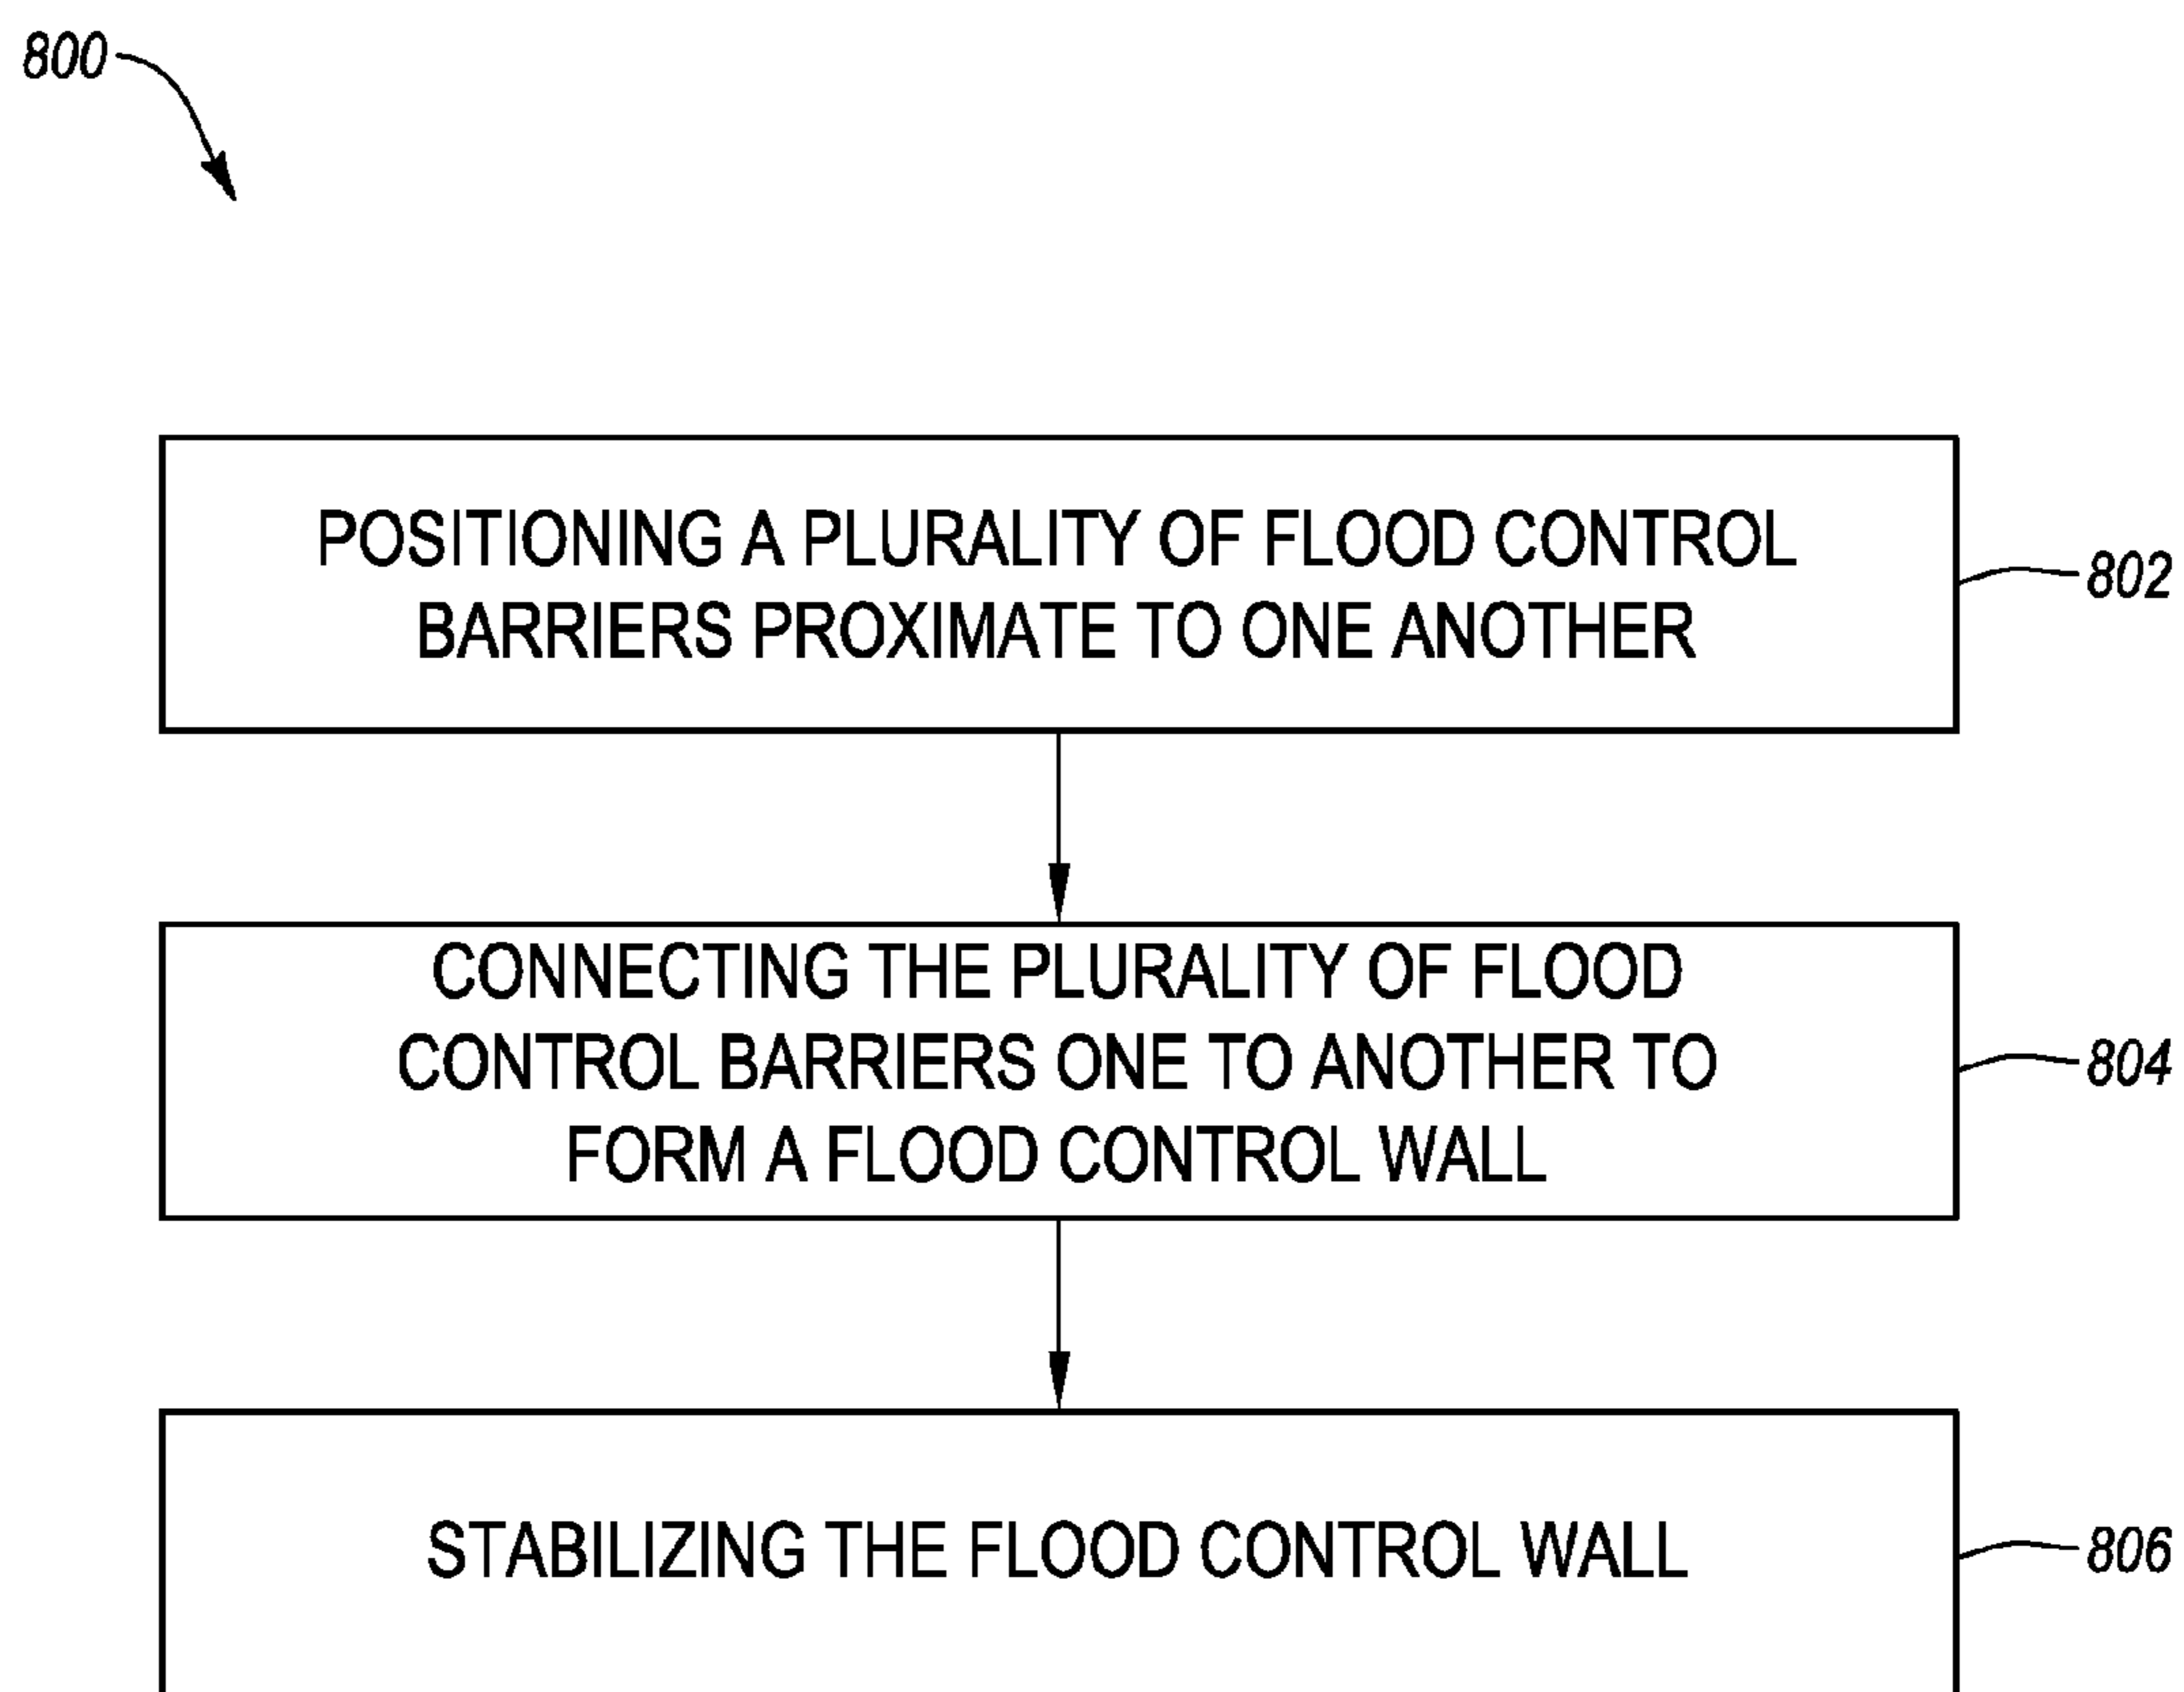 800
POSITIONING A PLURALITY OF FLOOD CONTROL
BARRIERS PROXIMATE TO ONE ANOTHER
802
CONNECTING THE PLURALITY OF FLOOD
CONTROL BARRIERS ONE TO ANOTHER TO
FORM A FLOOD CONTROL WALL
804
STABILIZING THE FLOOD CONTROL WALL
806